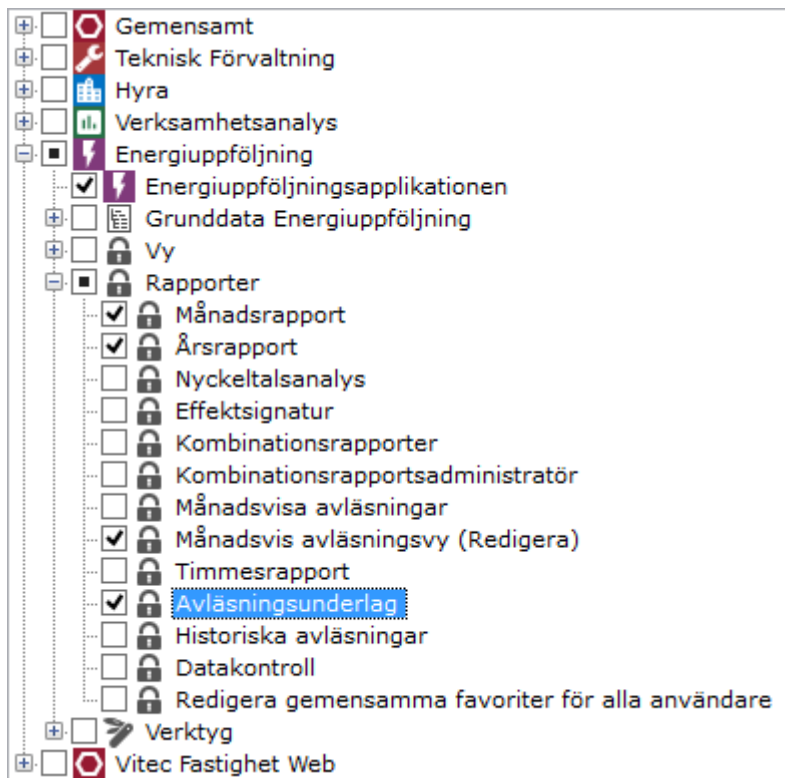 Gemensamt
Teknisk Förvaltning
Hyra
Verksamhetsanalys
Energiuppföljning
Energiuppföljningsapplikationen
Grunddata Energiuppföljning
Vy
Rapporter
Månadsrapport
Årsrapport
Nyckeltalsanalys
Effektsignatur
Kombinationsrapporter
Kombinationsrapportsadministratör
Månadsvisa avläsningar
Månadsvis avläsningsvy (Redigera)
Timmesrapport
Avläsningsunderlag
Historiska avläsningar
Datakontroll
Redigera gemensamma favoriter för alla användare
Verktyg
Vitec Fastighet Web